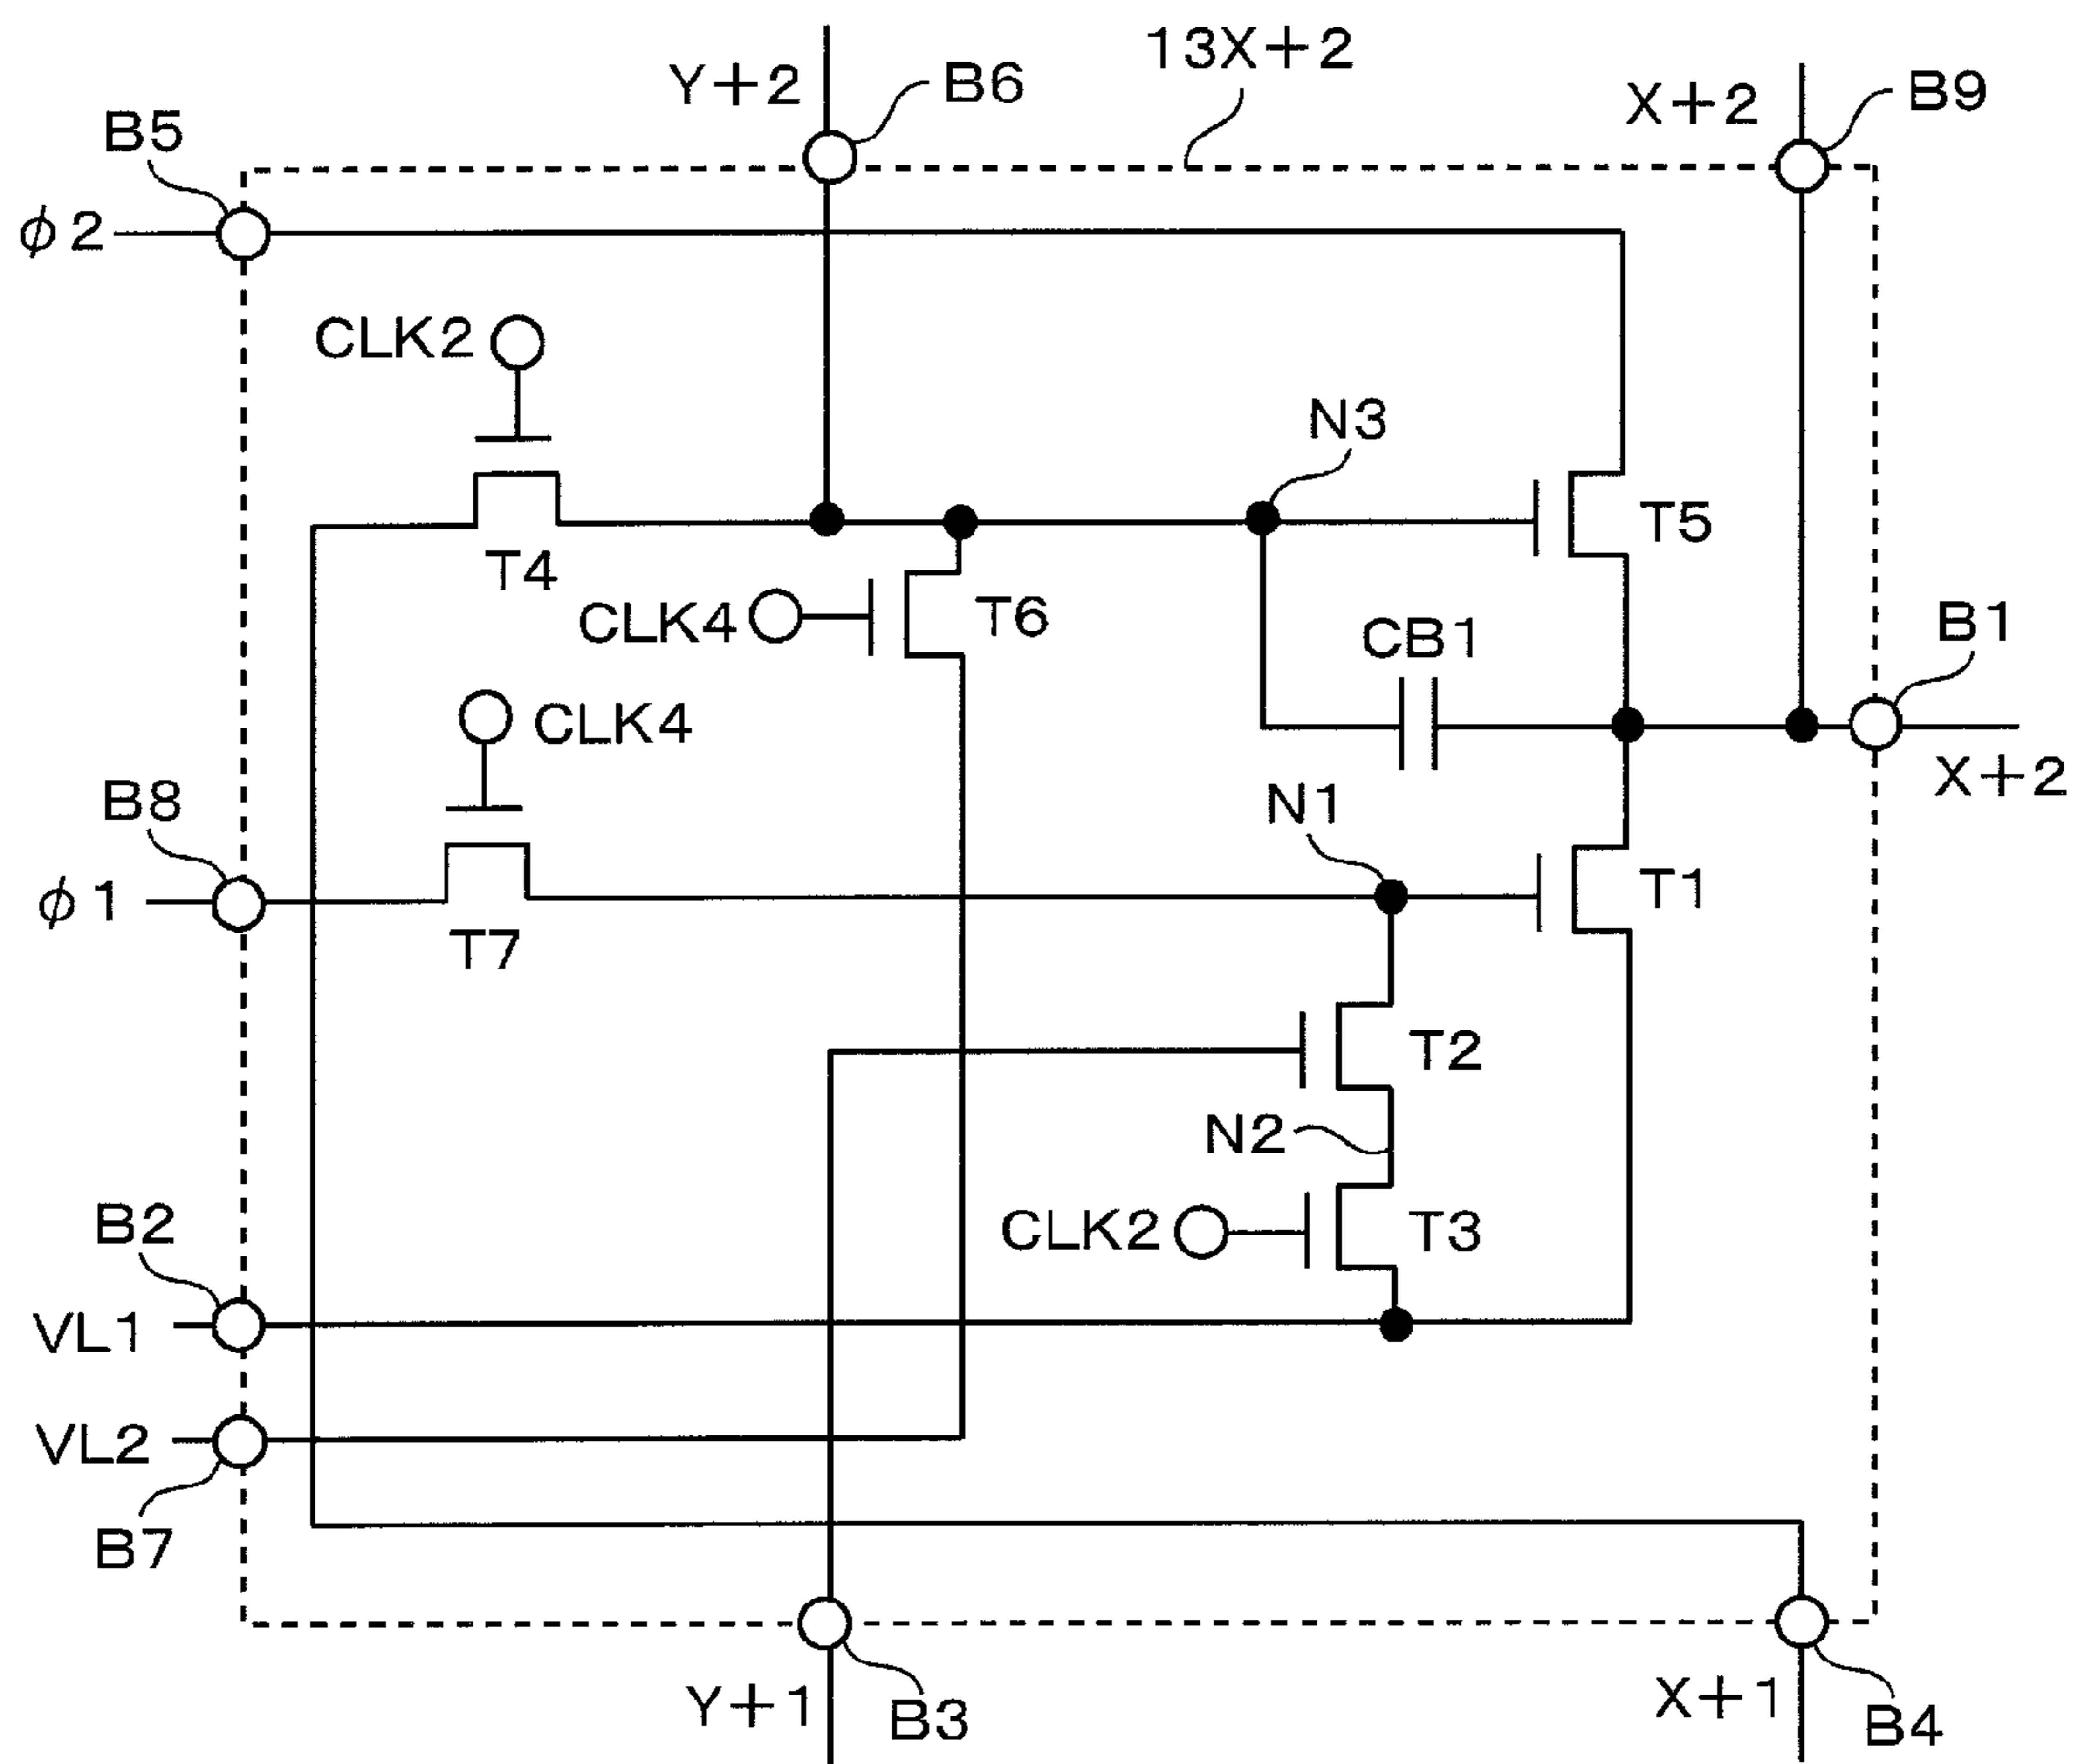 13X+2
Y+2
B6
X+2
B9
B5
ϕ2
CLK2
N3
T5
T4
CLK4
T6
CB1
B1
CLK4
X+2
B8
N1
ϕ1
T1
T7
T2
N2
B2
CLK2
T3
VL1
VL2
B7
Y+1
B3
X+1
B4